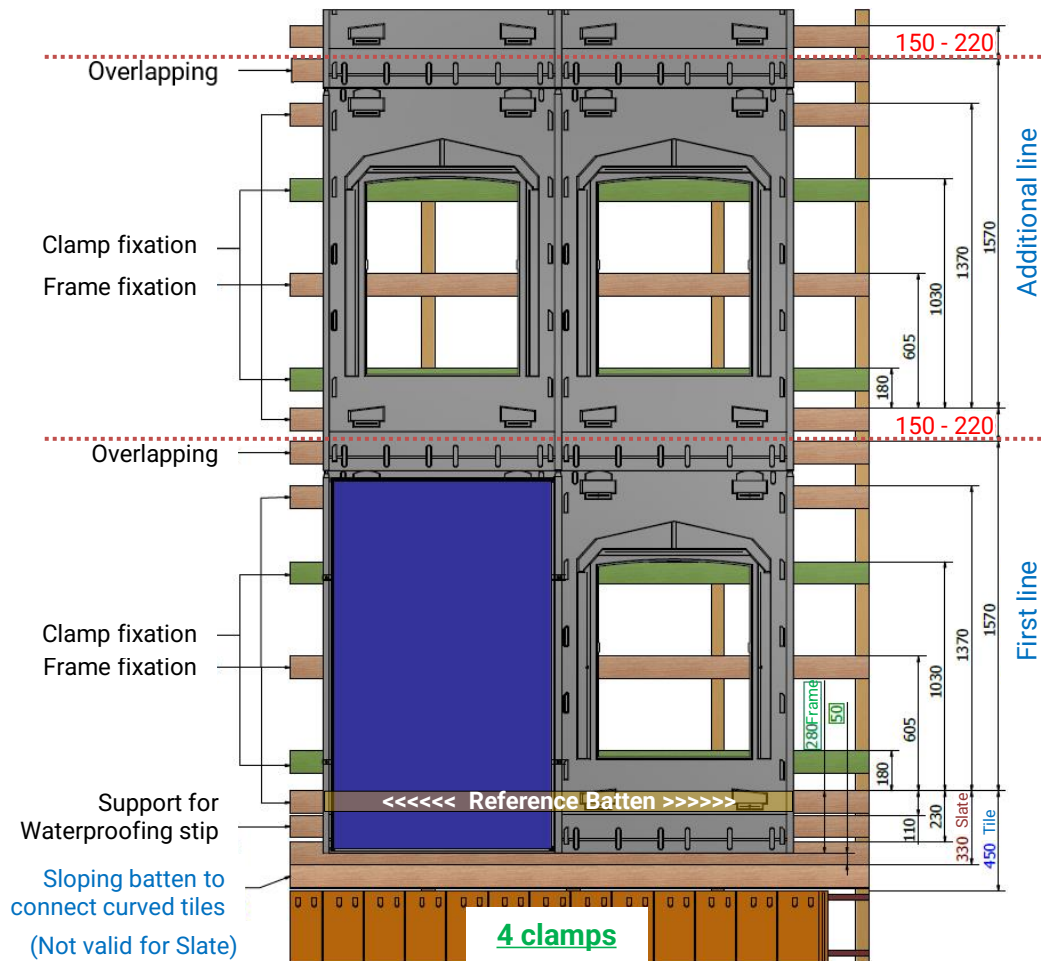 150 - 220
Overlapping
Clamp fixation
Frame fixation
180
605
1030
1370
1570
Additional line
150 - 220
Overlapping
Clamp fixation
Frame fixation
280Frame
50
180
605
1030
1370
1570
First line
<<<<<< Reference Batten >>>>>>
Support for
Waterproofing stip
110
230
330 Slate
450 Tile
Sloping batten to
connect curved tiles
(Not valid for Slate)
4 clamps